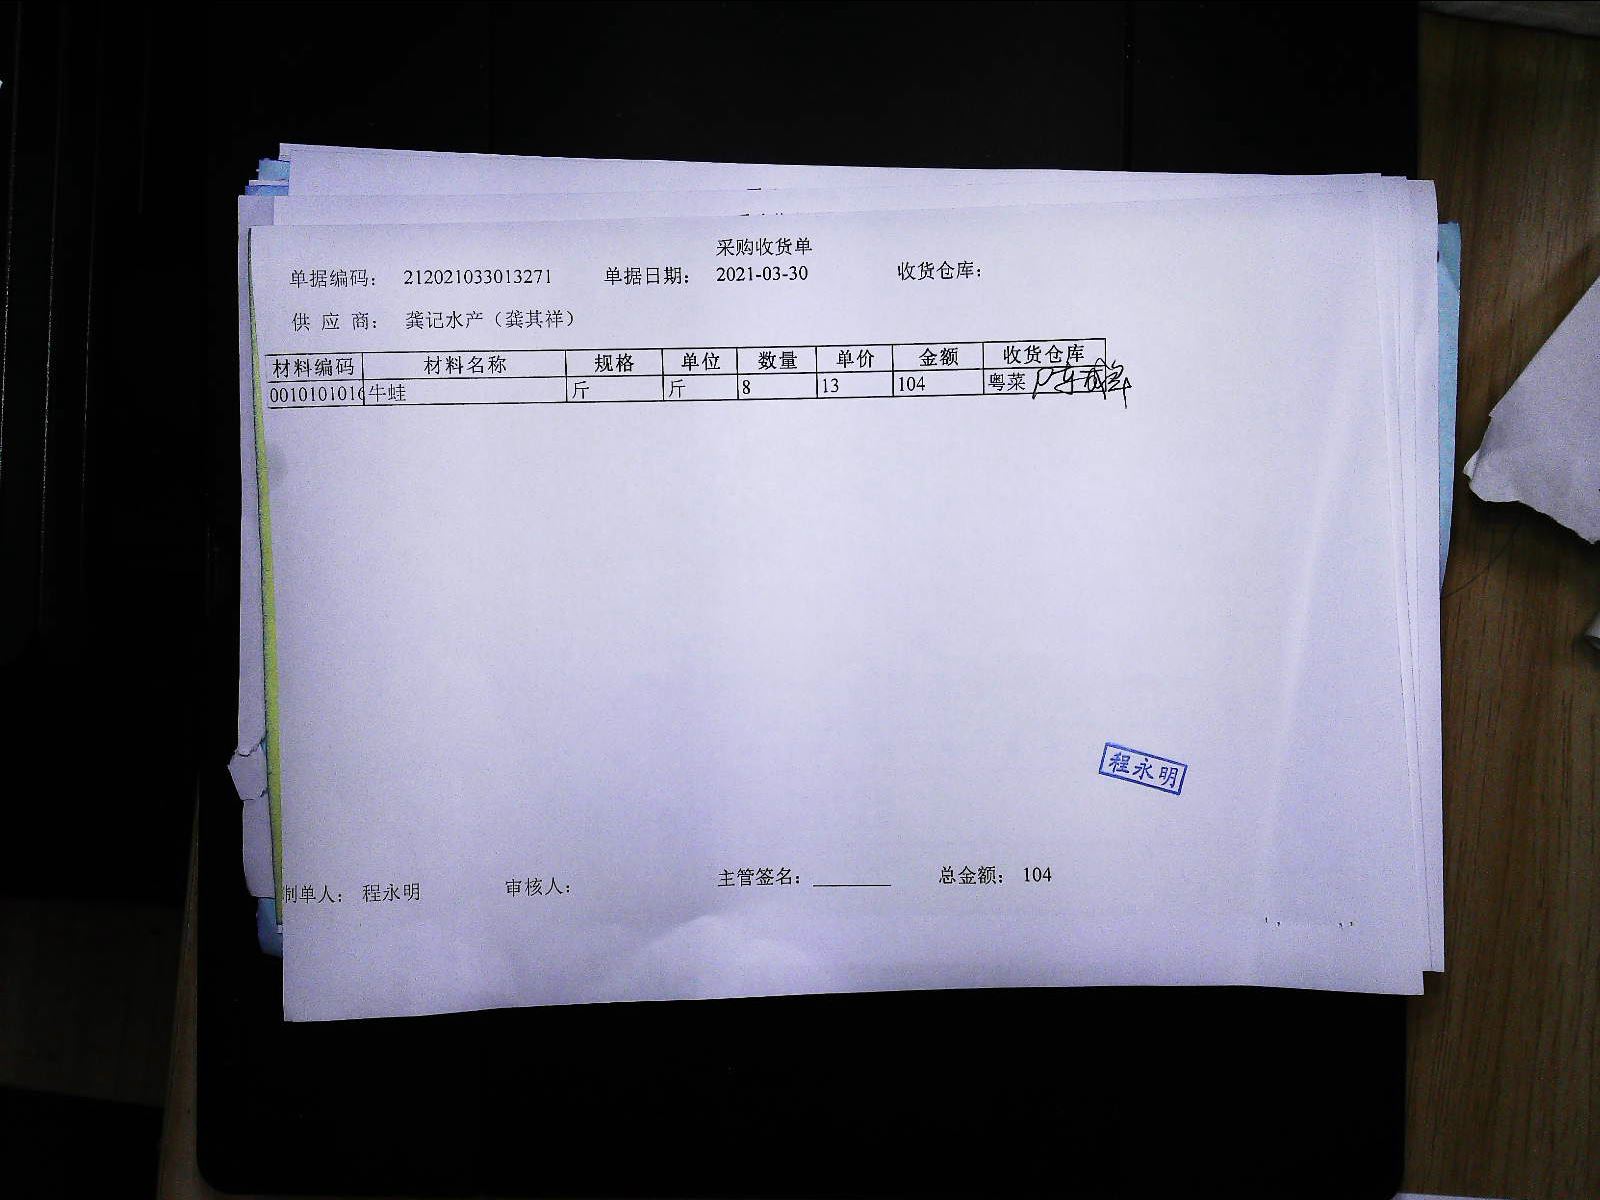 采购收货单
单据编码： 212021033013271 单据日期： 2021-03-30 收货仓库：
供 应 商： 龚记水产（龚其祥）
材料编码 材料名称 规格 单位 数量 单价 金额 收货仓库
0010101016 牛蛙 斤 斤 8 13 104 粤菜
程永明
制单人： 程永明 审核人： 主管签名：________ 总金额： 104